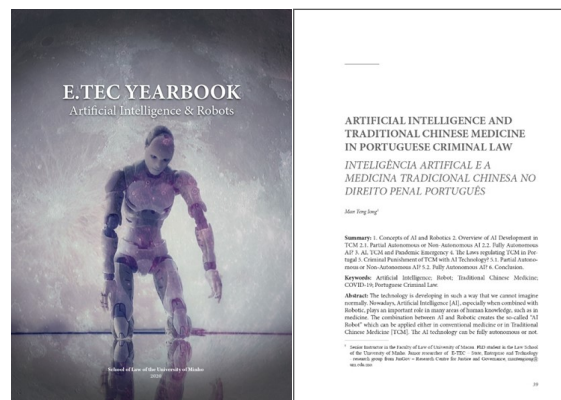 E.TEC YEARBOOK
Artificial Intelligence & Robots
School of Law of the University of Minho
2020
ARTIFICIAL INTELLIGENCE AND
TRADITIONAL CHINESE MEDICINE
IN PORTUGUESE CRIMINAL LAW
INTELIGÊNCIA ARTIFICAL E A
MEDICINA TRADICIONAL CHINESA NO
DIREITO PENAL PORTUGUÊS
Man Teng Iong¹
Summary: 1. Concepts of AI and Robotics 2. Overview of AI Development in
TCM 2.1. Partial Autonomous or Non-Autonomous AI 2.2. Fully Autonomous
AI? 3. AI, TCM and Pandemic Emergency 4. The Laws regulating TCM in Por-
tugal 5. Criminal Punishment of TCM with AI Technology? 5.1. Partial Autono-
mous or Non-Autonomous AI? 5.2. Fully Autonomous AI? 6. Conclusion.
Keywords: Artificial Intelligence; Robot; Traditional Chinese Medicine;
COVID-19; Portuguese Criminal Law.
Abstract: The technology is developing in such a way that we cannot imagine
normally. Nowadays, Artificial Intelligence [AI], especially when combined with
Robotic, plays an important role in many areas of human knowledge, such as in
medicine. The combination between AI and Robotic creates the so-called "AI
Robot" which can be applied either in conventional medicine or in Traditional
Chinese Medicine [TCM]. The AI technology can be fully autonomous or not.
Senior Instructor in the Faculty of Law of University of Macau. PhD student in the Law School
of the University of Minho. Junior researcher of E-TEC - State, Enterprise and Technology
- research group from JusGov – Research Centre for Justice and Governance.